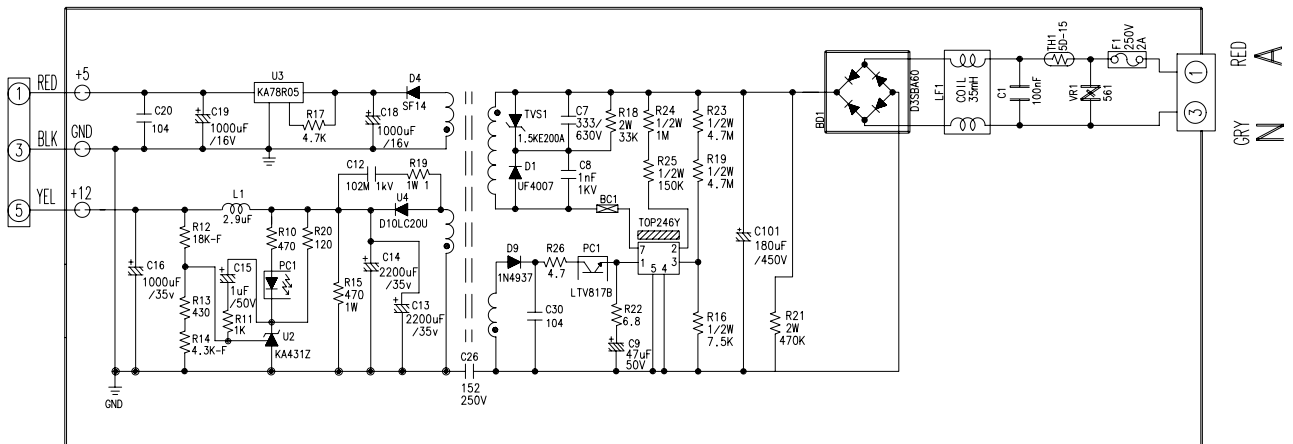 1
RED
+5
3
BLK
GND
5
YEL
+12
C20
104
C19
1000uF
/16V
U3
KA78R05
R17
4.7K
D4
SF14
C18
1000uF
/16v
C12
102M 1kV
R19
1W 1
U4
D10LC20U
L1
2.9uF
R12
18K-F
C16
1000uF
/35v
C15
1uF
/50V
R10
470
R20
120
PC1
R13
430
R11
1K
R14
4.3K-F
U2
KA431Z
R15
470
1W
C14
2200uF
/35v
C13
2200uF
/35v
GND
C26
152
250V
TVS1
1.5KE200A
D1
UF4007
C7
333/
630V
C8
1nF
1KV
R18
2W
33K
R24
1/2W
1M
R23
1/2W
4.7M
R25
1/2W
150K
R19
1/2W
4.7M
BC1
TOP246Y
7
2
1
3
5
4
D9
1N4937
R26
4.7
PC1
LTV817B
C30
104
R22
6.8
C9
47uF
50V
R16
1/2W
7.5K
C101
180uF
/450V
R21
2W
470K
BD1
D3SBA60
LF1
COIL
35mH
C1
100nF
TH1
5D-15
VR1
561
F1
250V
2A
1
3
RED
A
GRY
N